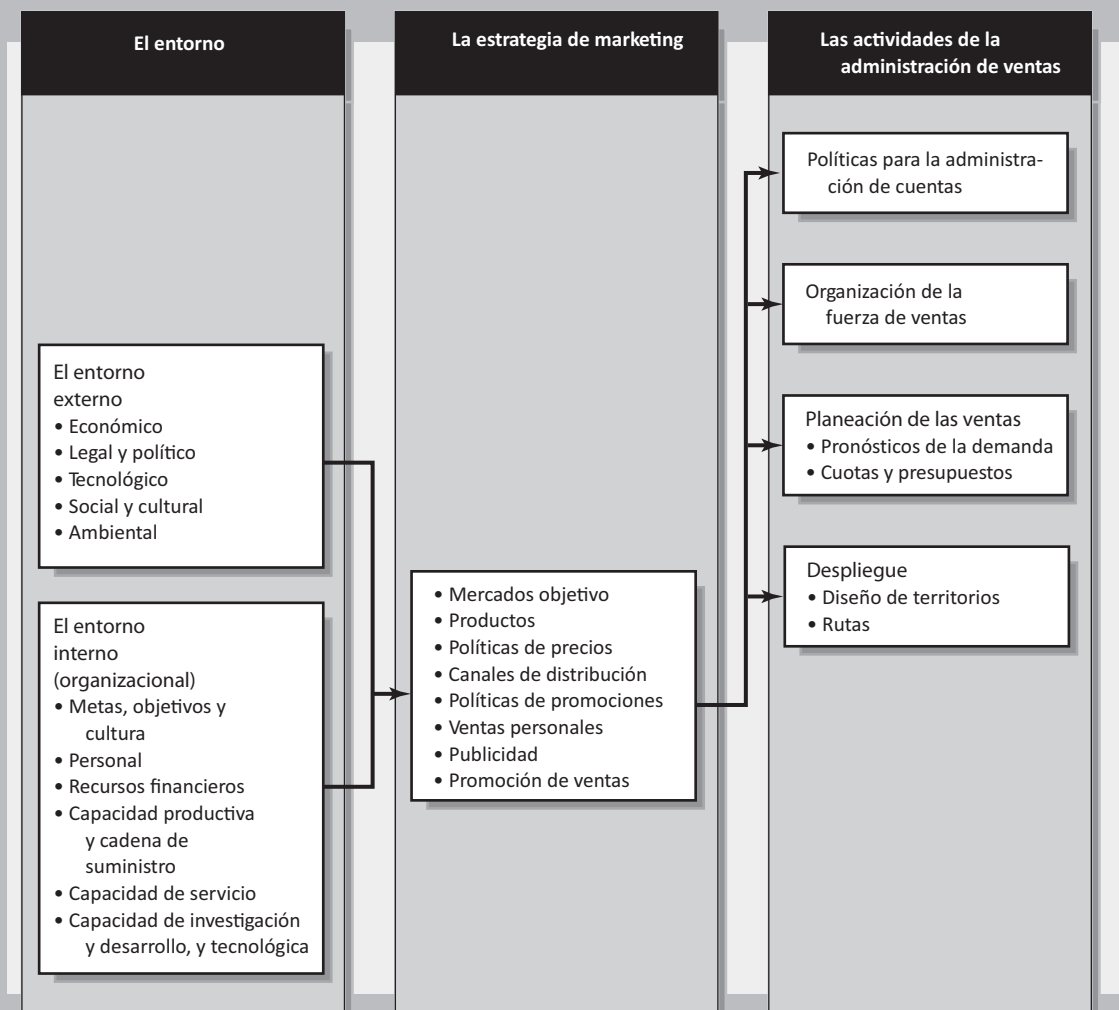 El entorno
El entorno
externo
• Económico
• Legal y político
• Tecnológico
• Social y cultural
• Ambiental
El entorno
interno
(organizacional)
• Metas, objetivos y
cultura
• Personal
• Recursos financieros
• Capacidad productiva
y cadena de
suministro
• Capacidad de servicio
• Capacidad de investigación
y desarrollo, y tecnológica
La estrategia de marketing
• Mercados objetivo
• Productos
• Políticas de precios
• Canales de distribución
• Políticas de promociones
• Ventas personales
• Publicidad
• Promoción de ventas
Las actividades de la
administración de ventas
Políticas para la administra-
ción de cuentas
Organización de la
fuerza de ventas
Planeación de las ventas
• Pronósticos de la demanda
• Cuotas y presupuestos
Despliegue
• Diseño de territorios
• Rutas